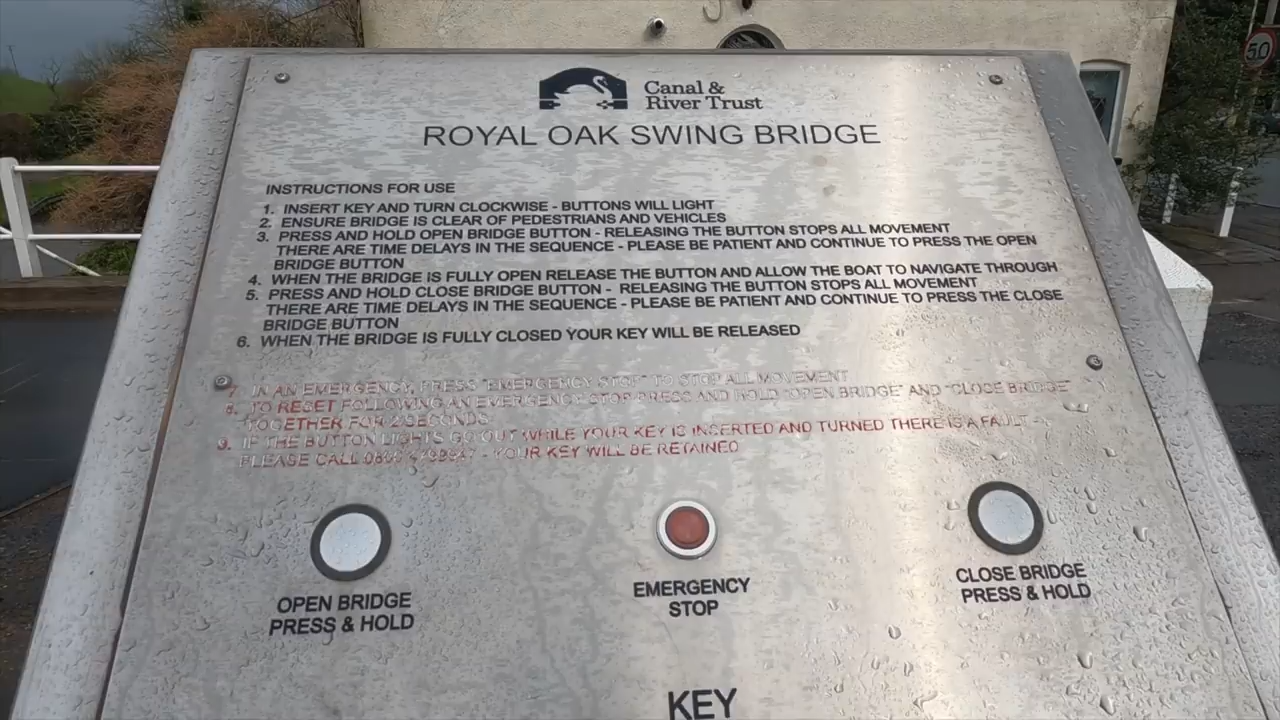 Canal &
River Trust
ROYAL OAK SWING BRIDGE
50
INSTRUCTIONS FOR USE
1. INSERT KEY AND TURN CLOCKWISE - BUTTONS WILL LIGHT
2. ENSURE BRIDGE IS CLEAR OF PEDESTRIANS AND VEHICLES
3. PRESS AND HOLD OPEN BRIDGE BUTTON - RELEASING THE BUTTON STOPS ALL MOVEMENT
THERE ARE TIME DELAYS IN THE SEQUENCE - PLEASE BE PATIENT AND CONTINUE TO PRESS THE OPEN
BRIDGE BUTTON
4. WHEN THE BRIDGE IS FULLY OPEN RELEASE THE BUTTON AND ALLOW THE BOAT TO NAVIGATE THROUGH
5. PRESS AND HOLD CLOSE BRIDGE BUTTON - RELEASING THE BUTTON STOPS ALL MOVEMENT
THERE ARE TIME DELAYS IN THE SEQUENCE - PLEASE BE PATIENT AND CONTINUE TO PRESS THE CLOSE
BRIDGE BUTTON
6. WHEN THE BRIDGE IS FULLY CLOSED YOUR KEY WILL BE RELEASED
7. IN AN EMERGENCY, PRESS "EMERGENCY STOP" TO STOP ALL MOVEMENT
8. TO RESET FOLLOWING AN EMERGENCY STOP PRESS AND HOLD "OPEN BRIDGE" AND "CLOSE BRIDGE"
TOGETHER FOR 2 SECONDS
9. IF THE BUTTON LIGHTS GO OUT WHILE YOUR KEY IS INSERTED AND TURNED THERE IS A FAULT -
PLEASE CALL - YOUR KEY WILL BE RETAINED
OPEN BRIDGE
PRESS & HOLD
EMERGENCY
STOP
CLOSE BRIDGE
PRESS & HOLD
KEY